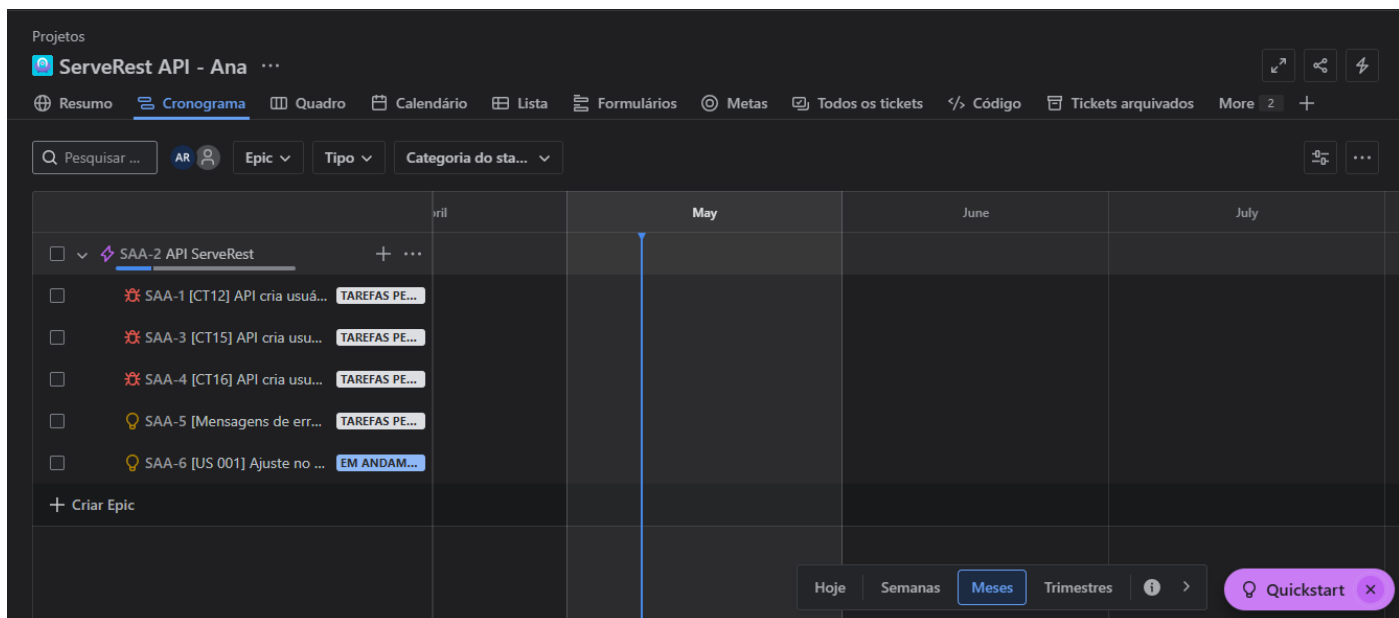 Projetos
ServeRest API - Ana ...
Resumo Cronograma Quadro Calendário Lista Formulários Metas Todos os tickets Código Tickets arquivados More 2
Pesquisar ... AR Epic Tipo Categoria do sta...
ril May June July
SAA-2 API ServeRest
SAA-1 [CT12] API cria usuá... TAREFAS PE...
SAA-3 [CT15] API cria usu... TAREFAS PE...
SAA-4 [CT16] API cria usu... TAREFAS PE...
SAA-5 [Mensagens de err... TAREFAS PE...
SAA-6 [US 001] Ajuste no ... EM ANDAM...
+ Criar Epic
Hoje Semanas Meses Trimestres
Quickstart